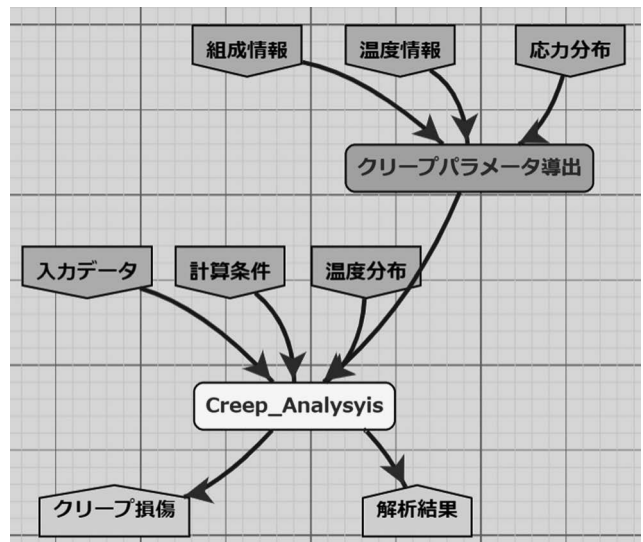 組成情報
温度情報
応力分布
クリープパラメータ導出
入力データ
計算条件
温度分布
Creep_Analysyis
クリープ損傷
解析結果